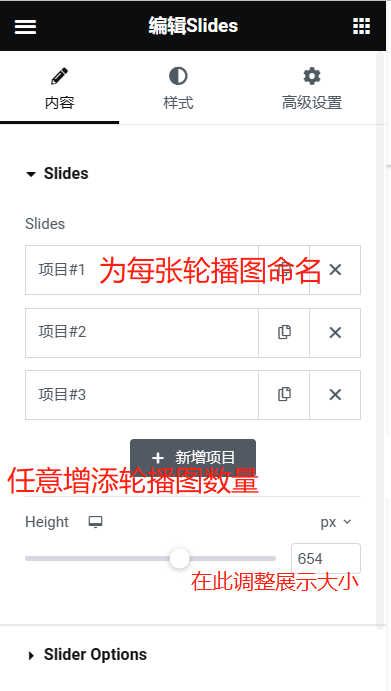 编辑Slides
内容
样式
高级设置
Slides
Slides
项目#1
为每张轮播图命名
项目#2
项目#3
新增项目
任意增添轮播图数量
Height
px
654
在此调整展示大小
Slider Options